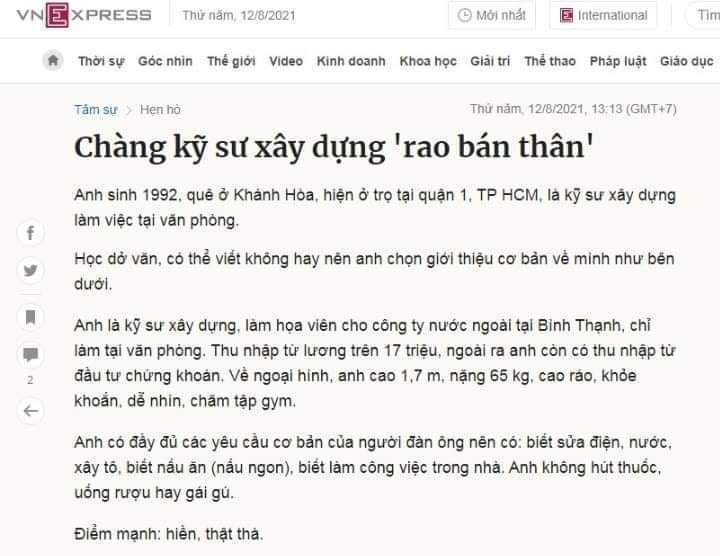 VNEXPRESS
Thứ năm, 12/8/2021
Mới nhất
International
Tìm
Thời sự Góc nhìn Thế giới Video Kinh doanh Khoa học Giải trí Thể thao Pháp luật Giáo dục
Tâm sự > Hẹn hò
Thứ năm, 12/8/2021, 13:13 (GMT+7)
Chàng kỹ sư xây dựng 'rao bán thân'
Anh sinh 1992, quê ở Khánh Hòa, hiện ở trọ tại quận 1, TP HCM, là kỹ sư xây dựng
làm việc tại văn phòng.
Học dở văn, có thể viết không hay nên anh chọn giới thiệu cơ bản về mình như bên
dưới.
Anh là kỹ sư xây dựng, làm họa viên cho công ty nước ngoài tại Bình Thạnh, chỉ
làm tại văn phòng. Thu nhập từ lương trên 17 triệu, ngoài ra anh còn có thu nhập từ
đầu tư chứng khoán. Về ngoại hình, anh cao 1,7 m, nặng 65 kg, cao ráo, khỏe
khoắn, dễ nhìn, chăm tập gym.
2
Anh có đầy đủ các yêu cầu cơ bản của người đàn ông nên có: biết sửa điện, nước,
xây tô, biết nấu ăn (nấu ngon), biết làm công việc trong nhà. Anh không hút thuốc,
uống rượu hay gái gú.
Điểm mạnh: hiền, thật thà.